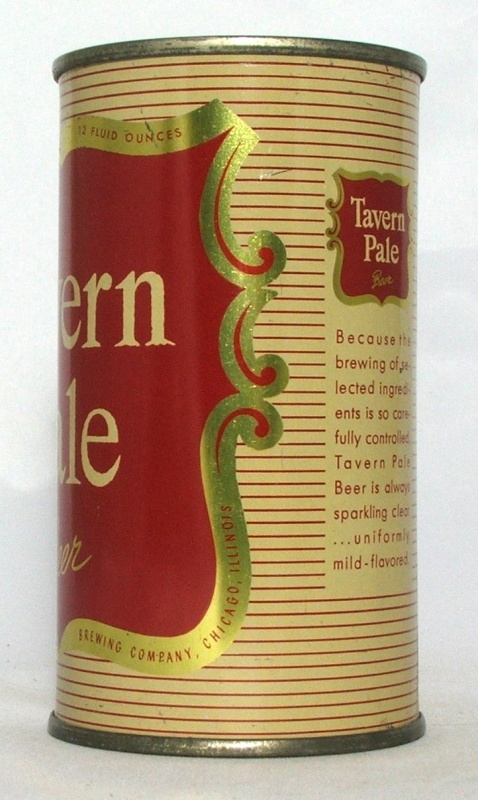 12 FLUID OUNCES
ern
ale
er
BREWING COMPANY, CHICAGO, ILLINOIS
Tavern
Pale
Beer
Because the
brewing of se-
lected ingredi-
ents is so care-
fully controlled,
Tavern Pale
Beer is always
sparkling clear
...uniformly
mild-flavored.